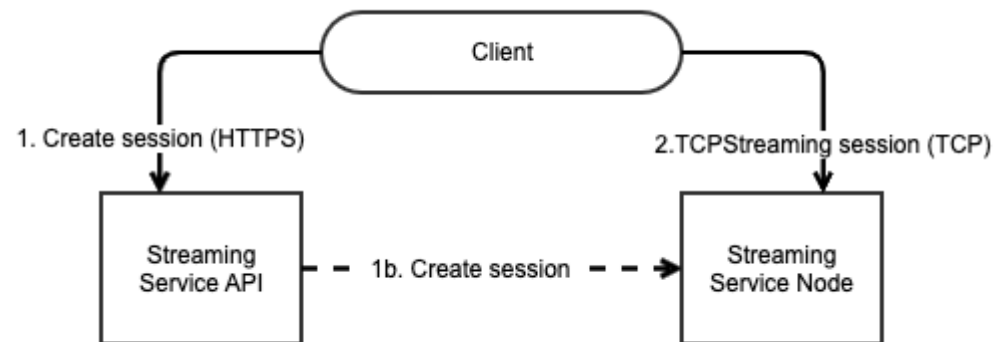 Client
1. Create session (HTTPS)
2.TCPStreaming session (TCP)
Streaming
Service API
1b. Create session
Streaming
Service Node